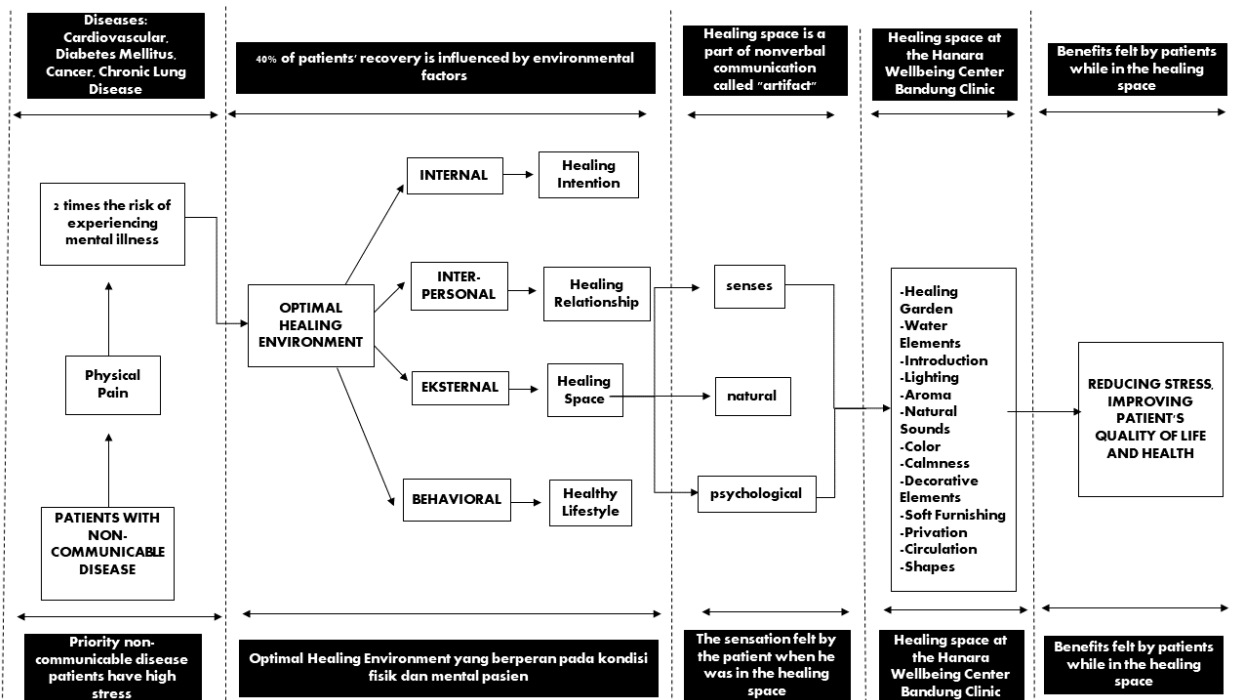 Diseases:
Cardiovascular,
Diabetes Mellitus,
Cancer, Chronic Lung
Disease
40% of patients' recovery is influenced by environmental
factors
Healing space is a
part of nonverbal
communication
called "artifact"
Healing space at
the Hanara
Wellbeing Center
Bandung Clinic
Benefits felt by patients
while in the healing
space
2 times the risk of
experiencing
mental illness
Physical
Pain
PATIENTS WITH
NON-
COMMUNICABLE
DISEASE
OPTIMAL
HEALING
ENVIRONMENT
INTERNAL
Healing
Intention
INTER-
PERSONAL
Healing
Relationship
EKSTERNAL
Healing
Space
BEHAVIORAL
Healthy
Lifestyle
senses
natural
psychological
-Healing
Garden
-Water
Elements
-Introduction
-Lighting
-Aroma
-Natural
Sounds
-Color
-Calmness
-Decorative
Elements
-Soft Furnishing
-Privation
-Circulation
-Shapes
REDUCING STRESS,
IMPROVING
PATIENT'S
QUALITY OF LIFE
AND HEALTH
Priority non-
communicable disease
patients have high
stress
Optimal Healing Environment yang berperan pada kondisi
fisik dan mental pasien
The sensation felt by
the patient when he
was in the healing
space
Healing space at
the Hanara
Wellbeing Center
Bandung Clinic
Benefits felt by patients
while in the healing
space